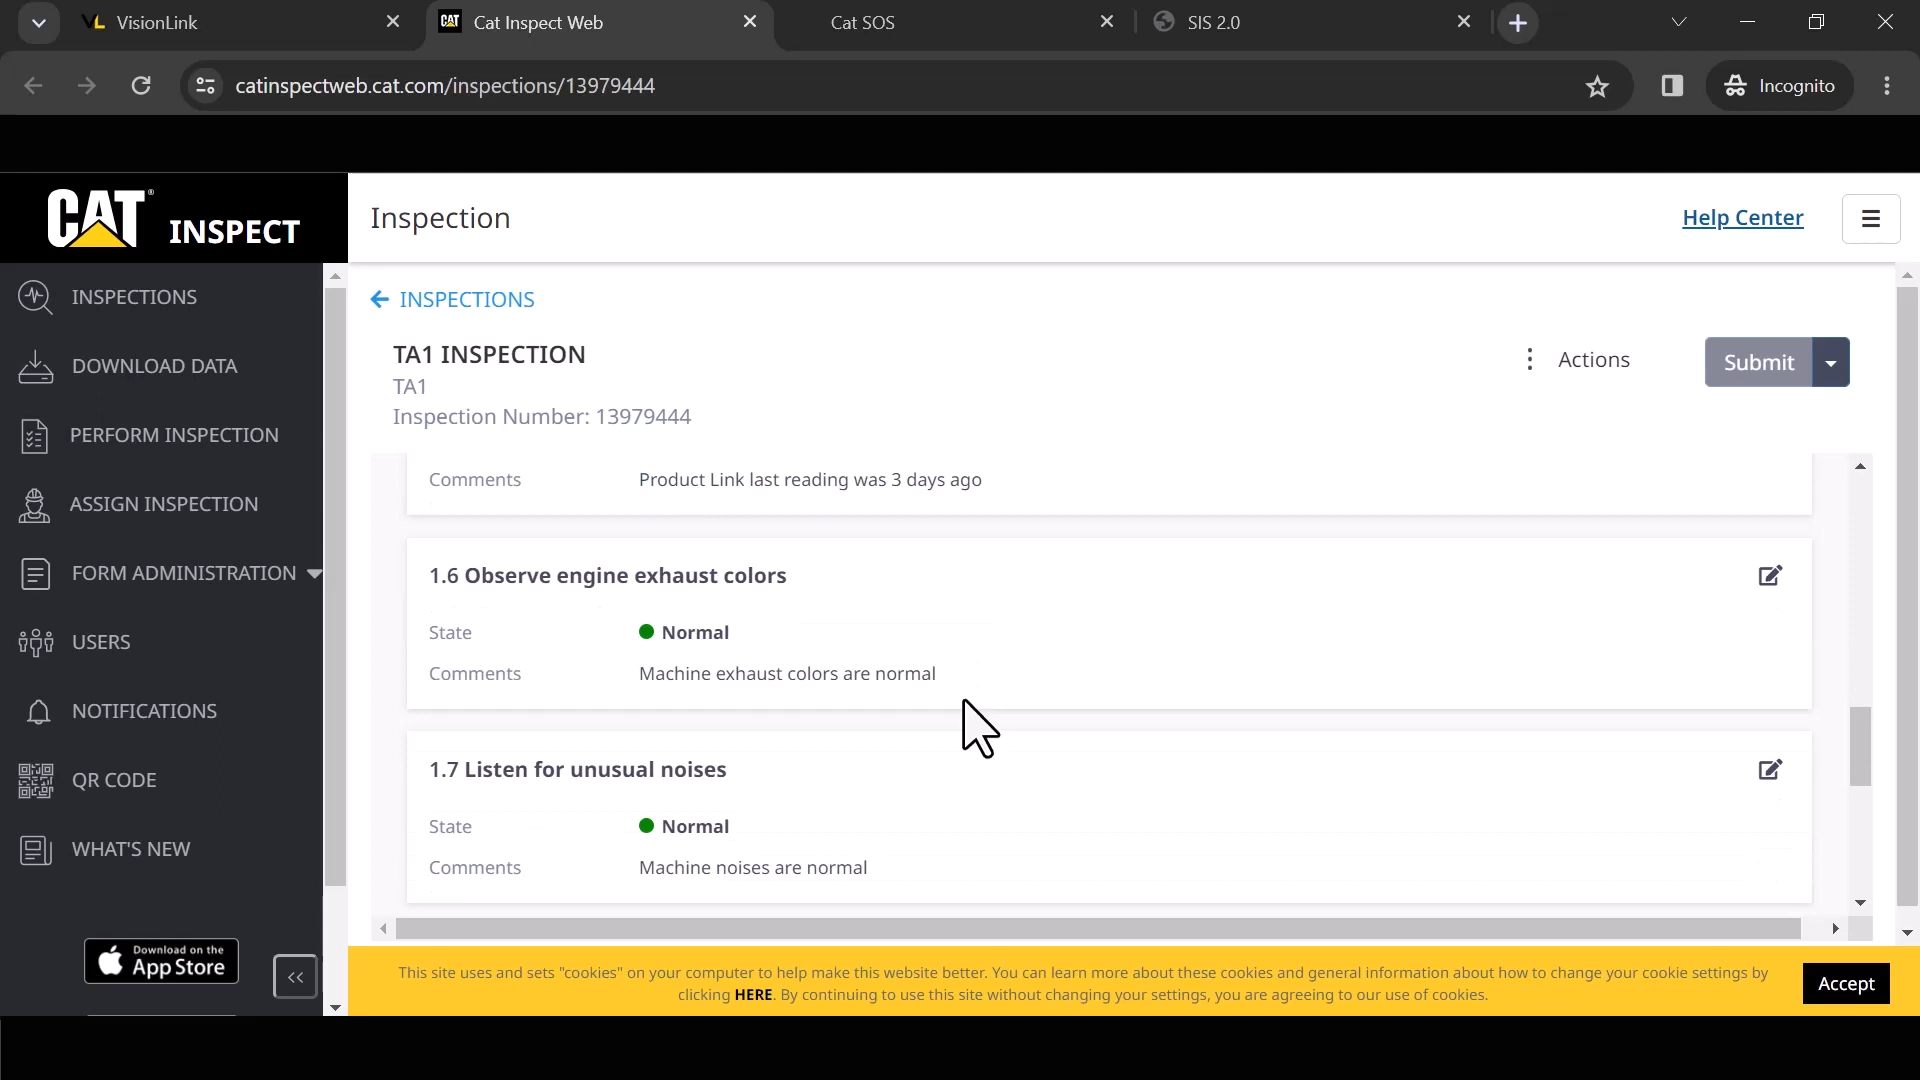 VisionLink
CAT Cat Inspect Web
Cat SOS
SIS 2.0
catinspectweb.cat.com/inspections/13979444
Incognito
CAT® INSPECT
Inspection
Help Center
INSPECTIONS
DOWNLOAD DATA
PERFORM INSPECTION
ASSIGN INSPECTION
FORM ADMINISTRATION
USERS
NOTIFICATIONS
QR CODE
WHAT'S NEW
Download on the
App Store
INSPECTIONS
TA1 INSPECTION
TA1
Inspection Number: 13979444
Actions
Submit
Comments Product Link last reading was 3 days ago
1.6 Observe engine exhaust colors
State Normal
Comments Machine exhaust colors are normal
1.7 Listen for unusual noises
State Normal
Comments Machine noises are normal
This site uses and sets "cookies" on your computer to help make this website better. You can learn more about these cookies and general information about how to change your cookie settings by
clicking HERE. By continuing to use this site without changing your settings, you are agreeing to our use of cookies.
Accept